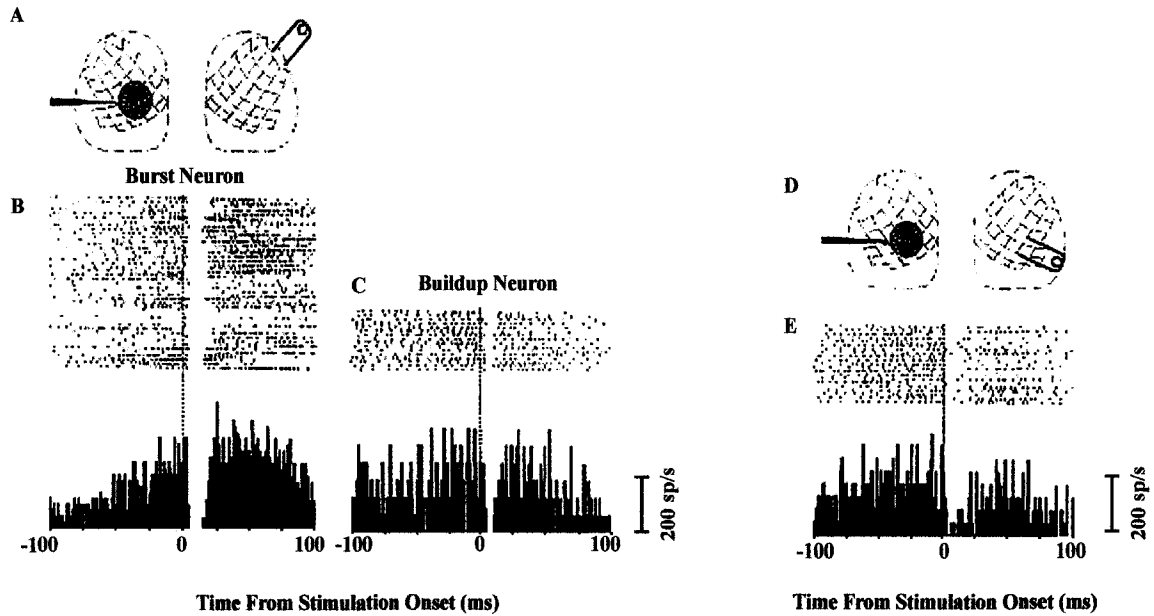 A
Burst Neuron
B
C
Buildup Neuron
200 sp/s
-100 0 100
-100 0 100
Time From Stimulation Onset (ms)
D
E
200 sp/s
-100 0 100
Time From Stimulation Onset (ms)